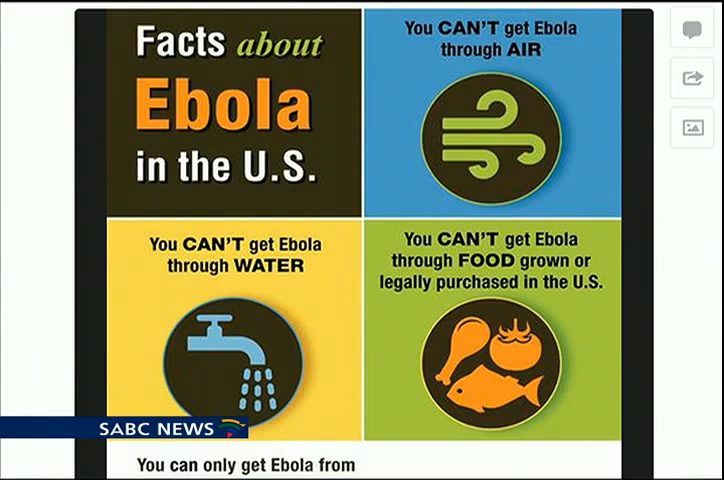 Facts about
Ebola
in the U.S.
You CAN'T get Ebola
through AIR
You CAN'T get Ebola
through WATER
You CAN'T get Ebola
through FOOD grown or
legally purchased in the U.S.
SABC NEWS
You can only get Ebola from